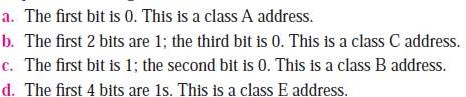 a. The first bit is 0. This is a class A address.
b. The first 2 bits are 1; the third bit is 0. This is a class C address.
c. The first bit is 1; the second bit is 0. This is a class B address.
d. The first 4 bits are 1s. This is a class E address.